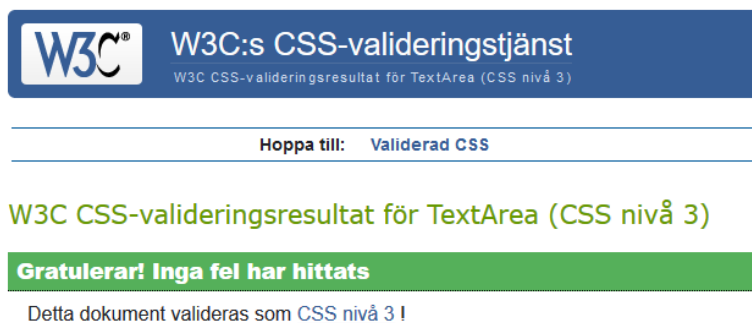 W3C® W3C:s CSS-valideringstjänst
W3C CSS-valideringsresultat för TextArea (CSS nivå 3)
Hoppa till: Validerad CSS
W3C CSS-valideringsresultat för TextArea (CSS nivå 3)
Gratulerar! Inga fel har hittats
Detta dokument valideras som CSS nivå 3 !